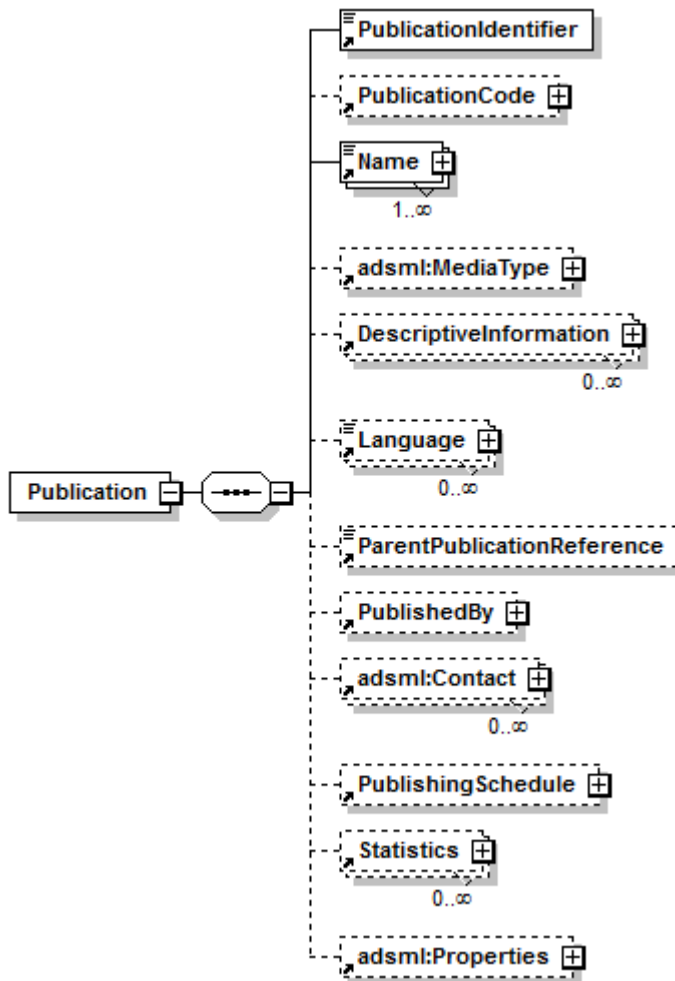 PublicationIdentifier
PublicationCode
Name
1..∞
adsml:MediaType
DescriptiveInformation
0..∞
Language
0..∞
Publication
ParentPublicationReference
PublishedBy
adsml:Contact
0..∞
PublishingSchedule
Statistics
0..∞
adsml:Properties